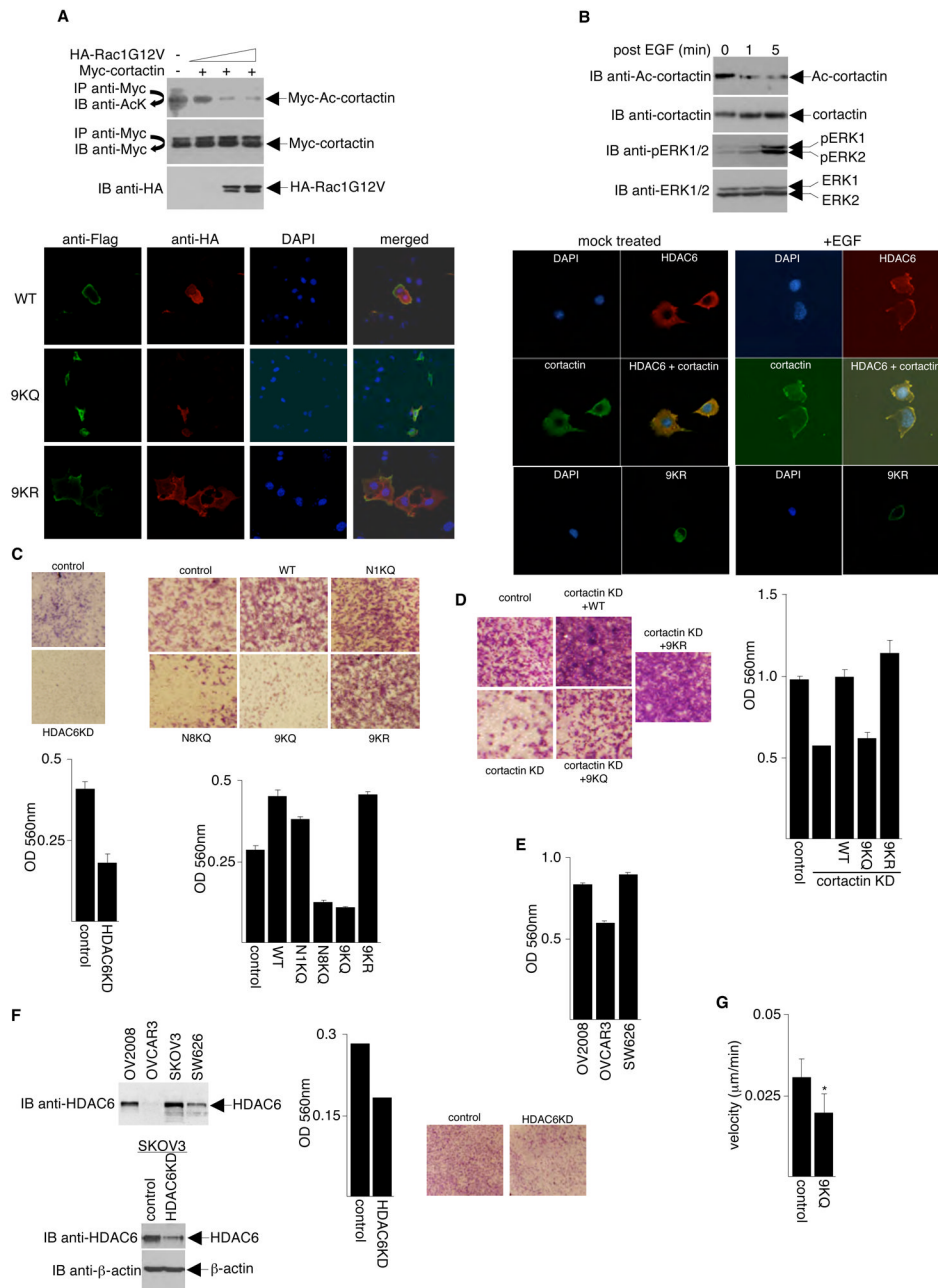 A
HA-Rac1G12V
-
Myc-cortactin
- + + +
IP anti-Myc
IB anti-AcK
Myc-Ac-cortactin
IP anti-Myc
IB anti-Myc
Myc-cortactin
IB anti-HA
HA-Rac1G12V
anti-Flag anti-HA DAPI merged
WT
9KQ
9KR
B
post EGF (min) 0 1 5
IB anti-Ac-cortactin
Ac-cortactin
IB anti-cortactin
cortactin
IB anti-pERK1/2
pERK1
pERK2
IB anti-ERK1/2
ERK1
ERK2
mock treated
+EGF
DAPI HDAC6 DAPI HDAC6
cortactin HDAC6 + cortactin cortactin HDAC6 + cortactin
DAPI 9KR DAPI 9KR
C
control
HDAC6KD
control WT N1KQ
N8KQ 9KQ 9KR
0.5
0.25
OD 560nm
control
HDAC6KD
0.5
0.25
OD 560nm
control
WT
N1KQ
N8KQ
9KQ
9KR
D
control
cortactin KD
+WT
cortactin KD
+9KR
cortactin KD
cortactin KD
+9KQ
1.5
1.0
0.5
OD 560nm
control
WT
9KQ
9KR
cortactin KD
E
1.0
0.5
OD 560nm
OV2008
OVCAR3
SW626
F
OV2008
OVCAR3
SKOV3
SW626
IB anti-HDAC6
HDAC6
SKOV3
control
HDAC6KD
IB anti-HDAC6
HDAC6
IB anti-β-actin
β-actin
0.3
0.15
OD 560nm
control
HDAC6KD
control HDAC6KD
G
0.05
0.025
velocity (μm/min)
*
control
9KQ